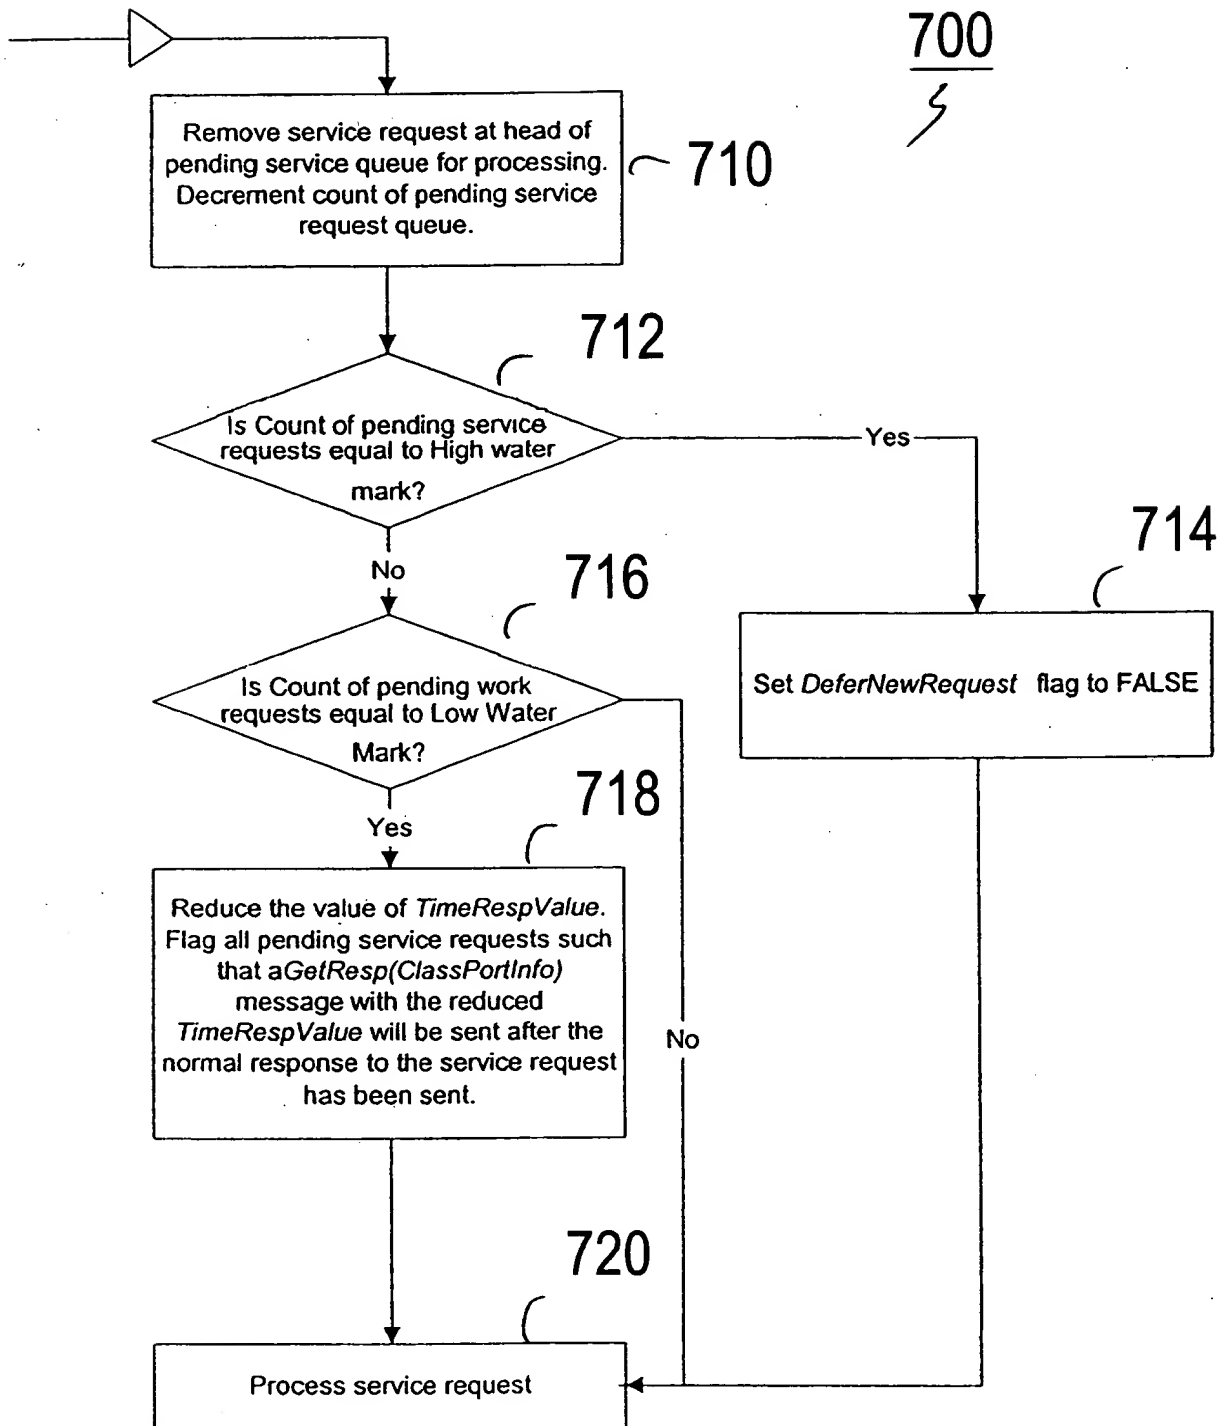 700
Remove service request at head of
pending service queue for processing.
Decrement count of pending service
request queue.
710
712
Is Count of pending service
requests equal to High water
mark?
Yes
714
No
716
Set DeferNewRequest flag to FALSE
Is Count of pending work
requests equal to Low Water
Mark?
718
Yes
Reduce the value of TimeRespValue.
Flag all pending service requests such
that aGetResp(ClassPortInfo)
message with the reduced
TimeRespValue will be sent after the
normal response to the service request
has been sent.
No
720
Process service request